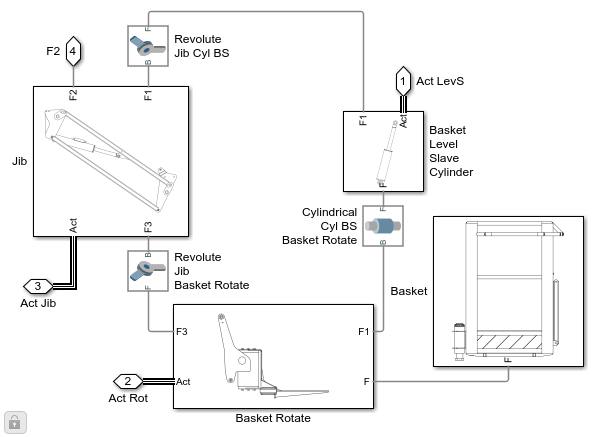 F
Revolute
Jib Cyl BS
B
F2
4
F2
F1
1
Act LevS
F1
Act
Basket
Level
Slave
Cylinder
F
Jib
Act
F3
F
Cylindrical
Cyl BS
Basket Rotate
B
B
Revolute
Jib
Basket Rotate
F
3
Act Jib
Basket
F
F3
F1
2
Act
F
Act Rot
Basket Rotate